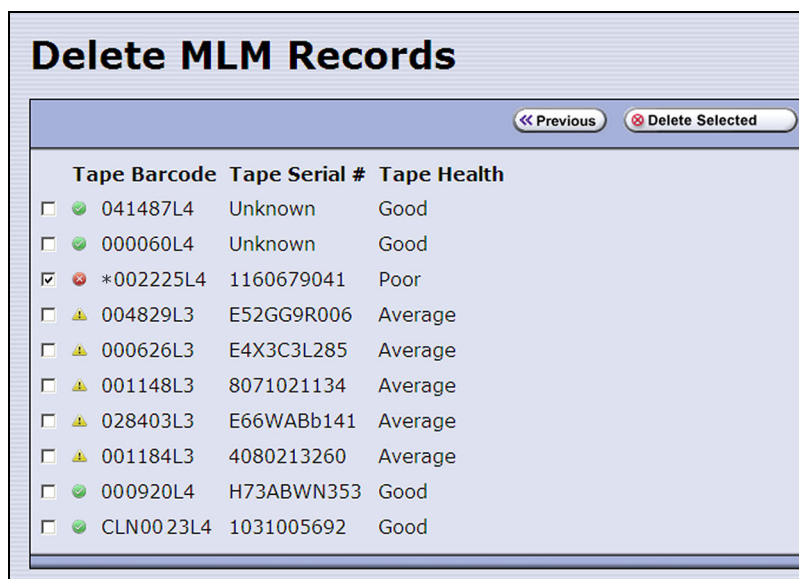 Delete MLM Records
Previous Delete Selected
Tape Barcode Tape Serial # Tape Health
041487L4 Unknown Good
000060L4 Unknown Good
*002225L4 1160679041 Poor
004829L3 E52GG9R006 Average
000626L3 E4X3C3L285 Average
001148L3 8071021134 Average
028403L3 E66WABb141 Average
001184L3 4080213260 Average
000920L4 H73ABWN353 Good
CLN0023L4 1031005692 Good